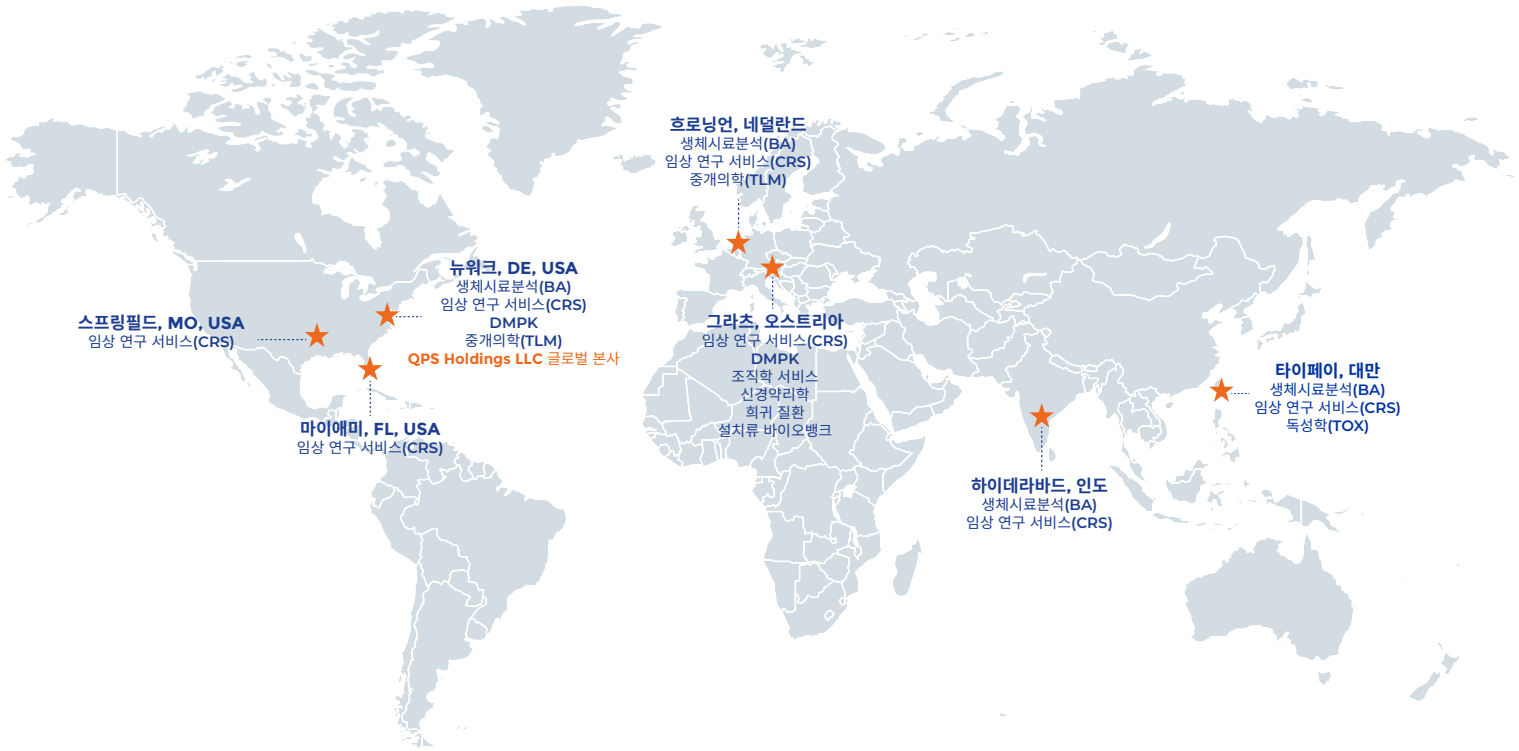 흐로닝언, 네덜란드
생체시료분석(BA)
임상 연구 서비스(CRS)
중개의학(TLM)
뉴워크, DE, USA
생체시료분석(BA)
임상 연구 서비스(CRS)
DMPK
중개의학(TLM)
QPS Holdings LLC 글로벌 본사
스프링필드, MO, USA
임상 연구 서비스(CRS)
마이애미, FL, USA
임상 연구 서비스(CRS)
그라츠, 오스트리아
임상 연구 서비스(CRS)
DMPK
조직학 서비스
신경약리학
희귀 질환
설치류 바이오뱅크
타이페이, 대만
생체시료분석(BA)
임상 연구 서비스(CRS)
독성학(TOX)
하이데라바드, 인도
생체시료분석(BA)
임상 연구 서비스(CRS)